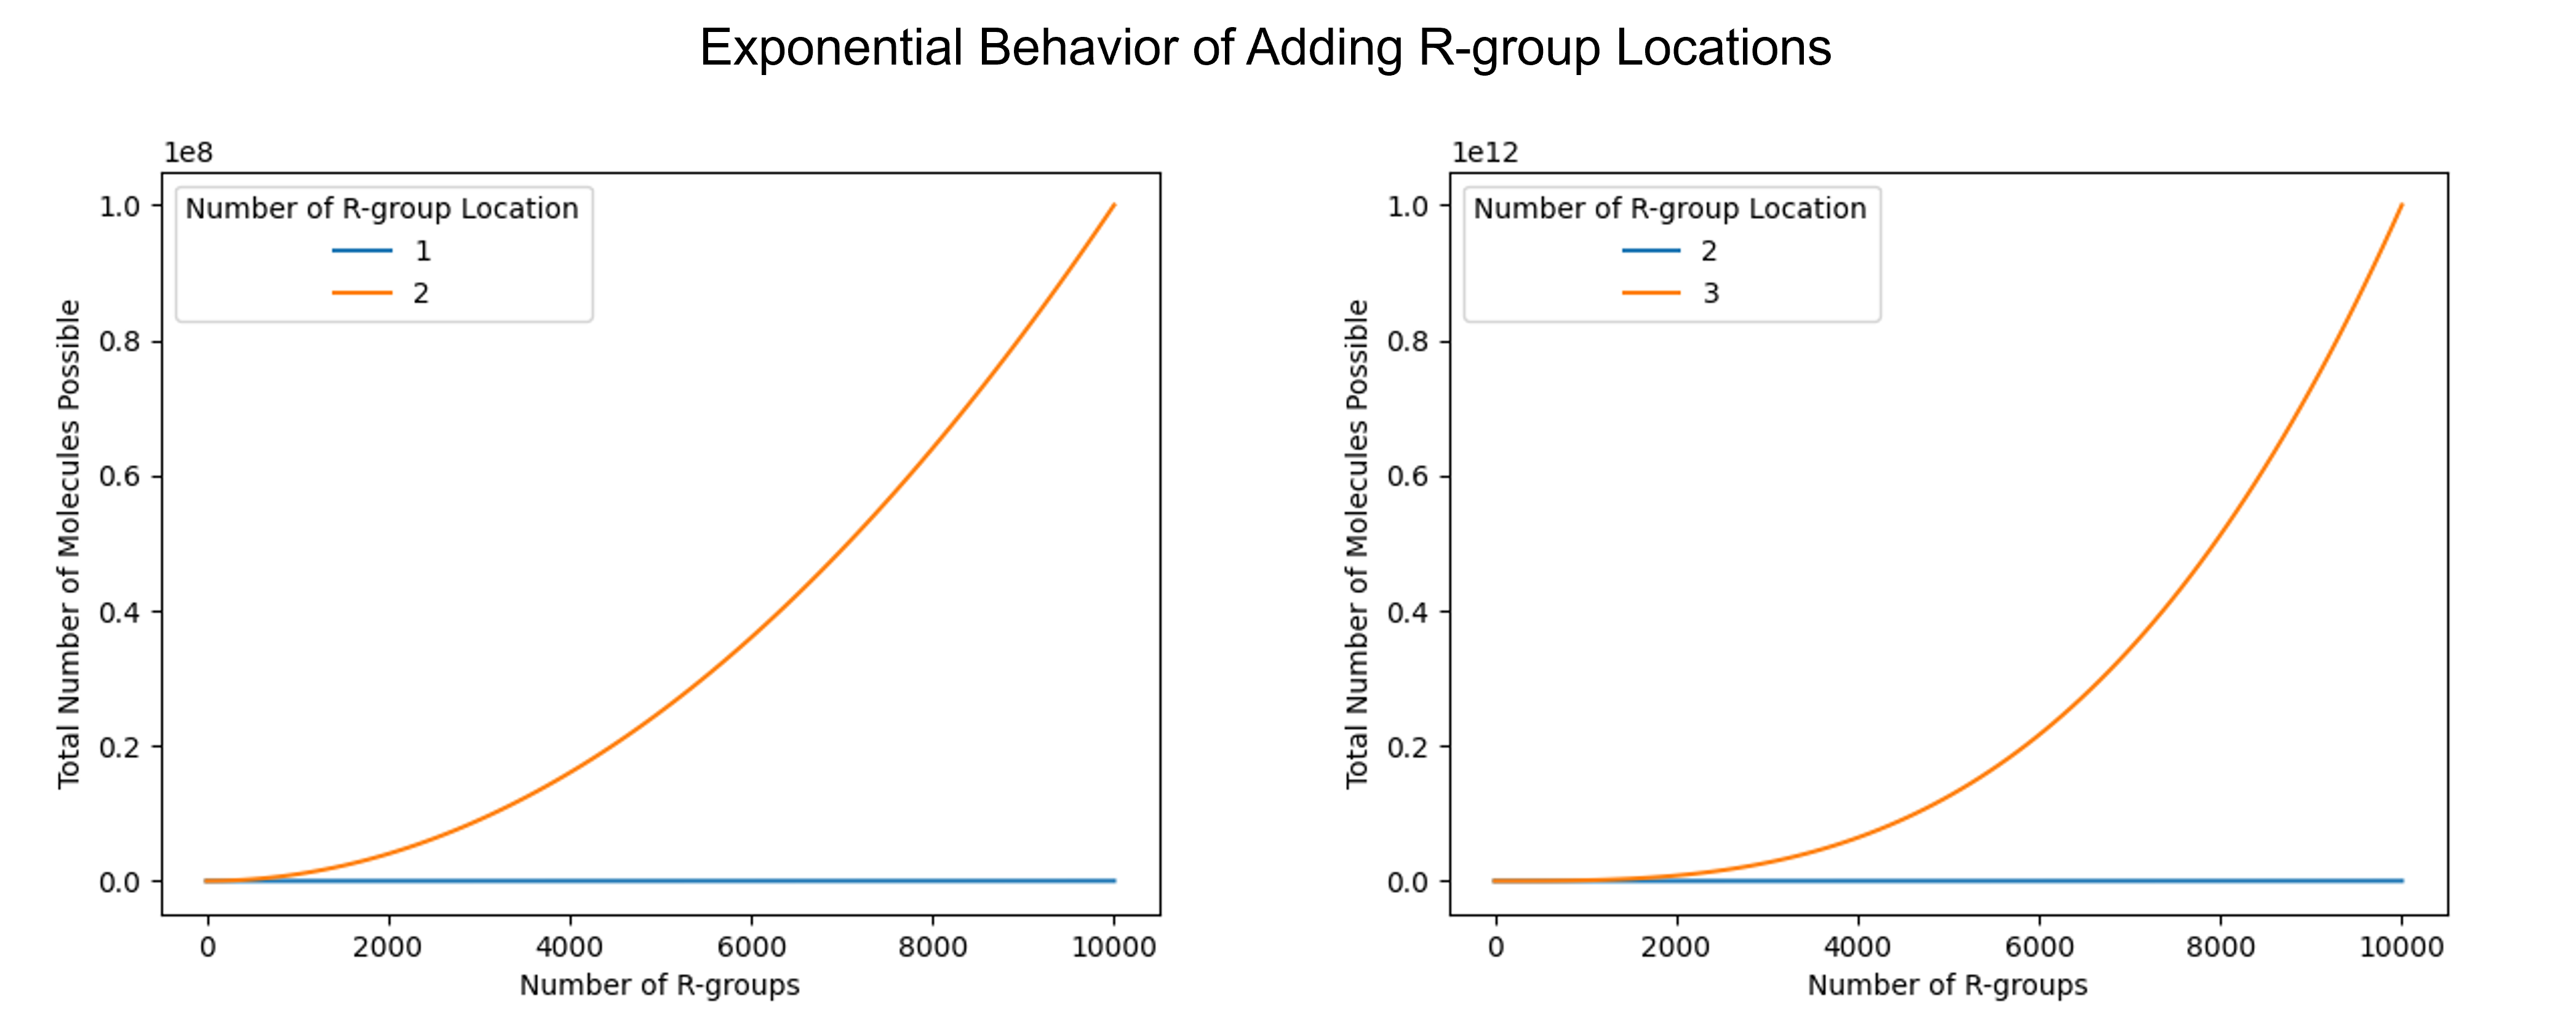 Exponential Behavior of Adding R-group Locations
1e8
Number of R-group Location
1
2
Total Number of Molecules Possible
1.0
0.8
0.6
0.4
0.2
0.0
0 2000 4000 6000 8000 10000
Number of R-groups
1e12
Number of R-group Location
2
3
Total Number of Molecules Possible
1.0
0.8
0.6
0.4
0.2
0.0
0 2000 4000 6000 8000 10000
Number of R-groups